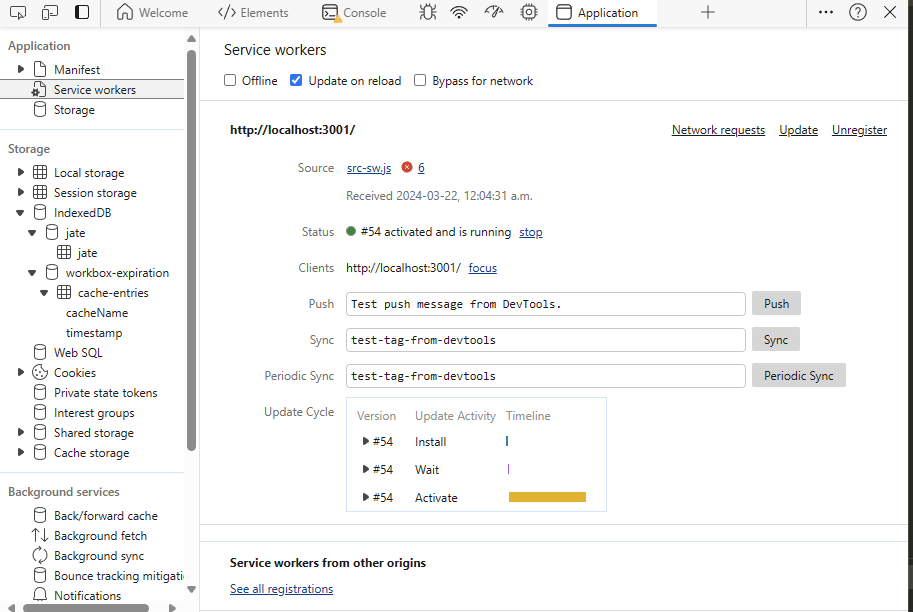 Welcome Elements Console Application
Application
Manifest
Service workers
Storage
Storage
Local storage
Session storage
IndexedDB
jate
jate
workbox-expiration
cache-entries
cacheName
timestamp
Web SQL
Cookies
Private state tokens
Interest groups
Shared storage
Cache storage
Background services
Back/forward cache
Background fetch
Background sync
Bounce tracking mitigati
Notifications
Service workers
Offline Update on reload Bypass for network
http://localhost:3001/ Network requests Update Unregister
Source src-sw.js 6
Received 2024-03-22, 12:04:31 a.m.
Status #54 activated and is running stop
Clients http://localhost:3001/ focus
Push Test push message from DevTools. Push
Sync test-tag-from-devtools Sync
Periodic Sync test-tag-from-devtools Periodic Sync
Update Cycle Version Update Activity Timeline
#54 Install
#54 Wait
#54 Activate
Service workers from other origins
See all registrations